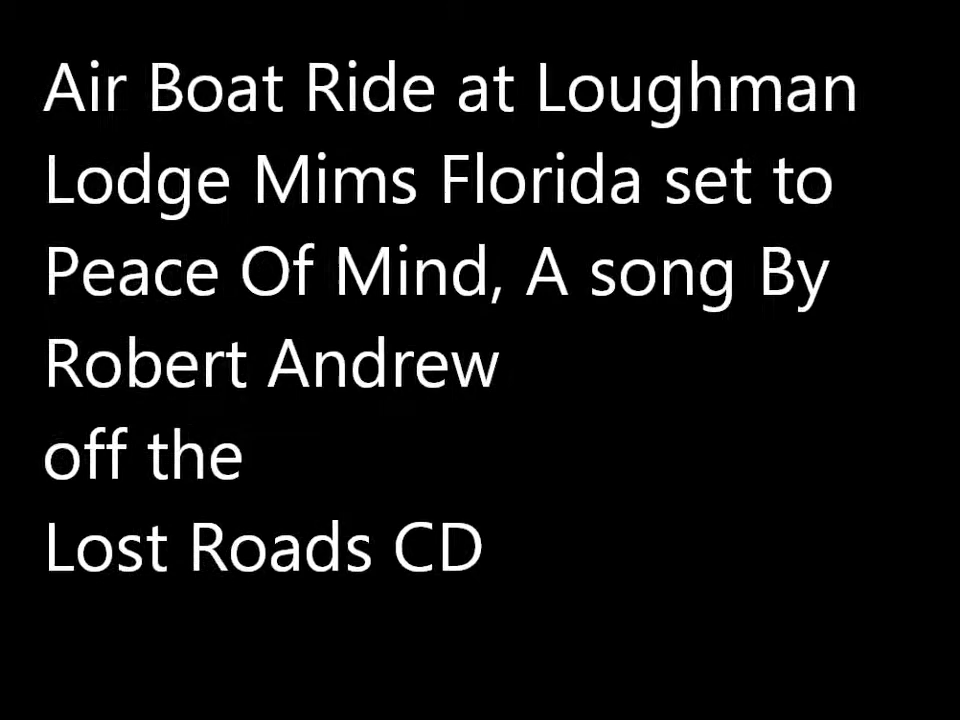 Air Boat Ride at Loughman
Lodge Mims Florida set to
Peace Of Mind, A song By
Robert Andrew
off the
Lost Roads CD